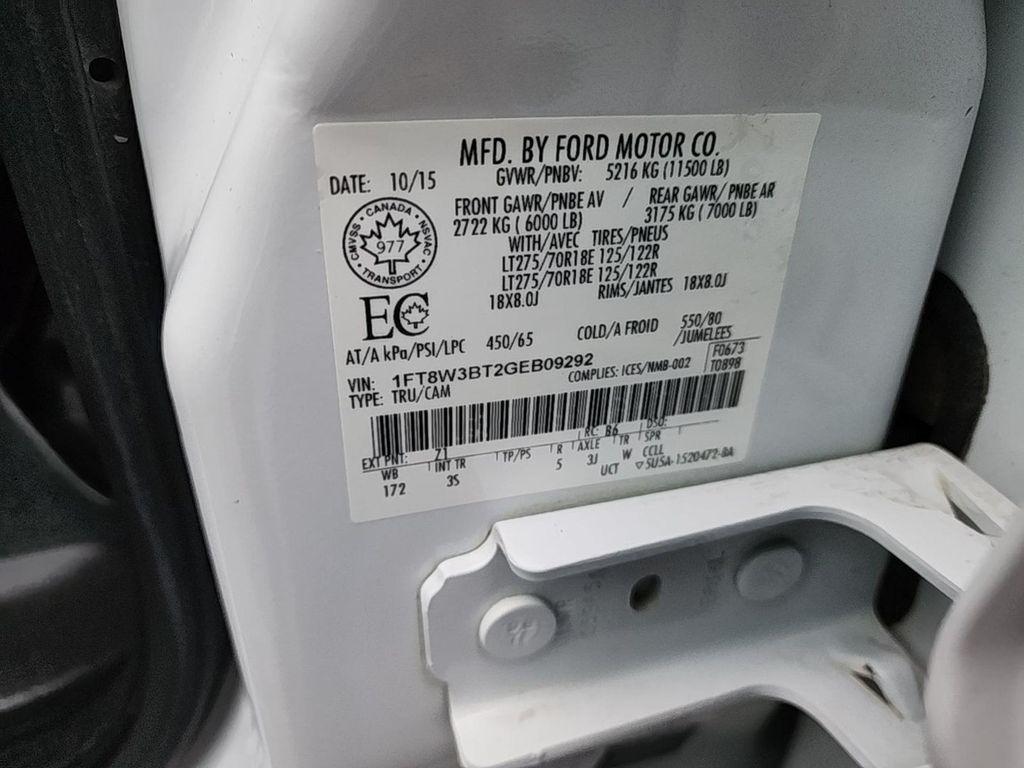 MFD. BY FORD MOTOR CO.
DATE: 10/15
GVWR/PNBV: 5216 KG (11500 LB)
FRONT GAWR/PNBE AV / REAR GAWR/ PNBE AR
2722 KG ( 6000 LB) 3175 KG ( 7000 LB)
WITH/AVEC TIRES/PNEUS
LT275/70R18E 125/122R
LT275/70R18E 125/122R
18X8.0J RIMS/JANTES 18X8.0J
CANADA
CMVSS NSVAC
977
TRANSPORT
EC
AT/A kPa/PSI/LPC 450/65 COLD/A FROID 550/80
/JUMELEES
VIN: 1FT8W3BT2GEB09292
TYPE: TRU/CAM COMPLIES: ICES/NMB-002
F0673
T0898
EXT PNT: Z1 RC: B6 DSO:
WB INT TR TP/PS R AXLE TR SPR
172 3S 5 3J W CCLL
UCT 5U5A-1520472-BA